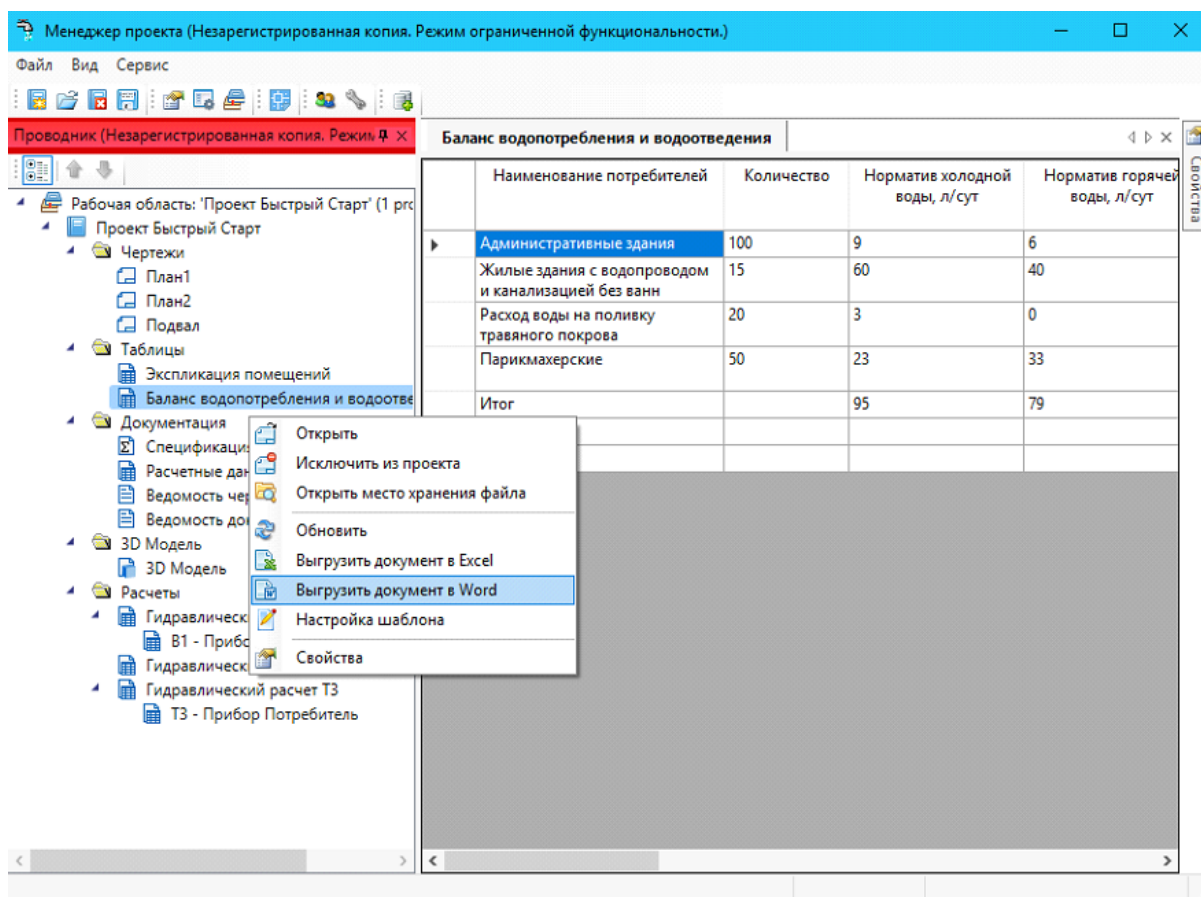 Менеджер проекта (Незарегистрированная копия. Режим ограниченной функциональности.)
Файл Вид Сервис
Проводник (Незарегистрированная копия. Режим
Рабочая область: 'Проект Быстрый Старт' (1 pro
Проект Быстрый Старт
Чертежи
План1
План2
Подвал
Таблицы
Экспликация помещений
Баланс водопотребления и водоотве
Документация
Спецификация
Расчетные дан
Ведомость чер
Ведомость док
3D Модель
3D Модель
Расчеты
Гидравлическ
В1 - Прибо
Гидравлическ
Гидравлический расчет Т3
Т3 - Прибор Потребитель
Открыть
Исключить из проекта
Открыть место хранения файла
Обновить
Выгрузить документ в Excel
Выгрузить документ в Word
Настройка шаблона
Свойства
Баланс водопотребления и водоотведения
Наименование потребителей Количество Норматив холодной Норматив горячей
воды, л/сут воды, л/сут
Административные здания 100 9 6
Жилые здания с водопроводом 15 60 40
и канализацией без ванн
Расход воды на поливку 20 3 0
травяного покрова
Парикмахерские 50 23 33
Итог 95 79
Свойства